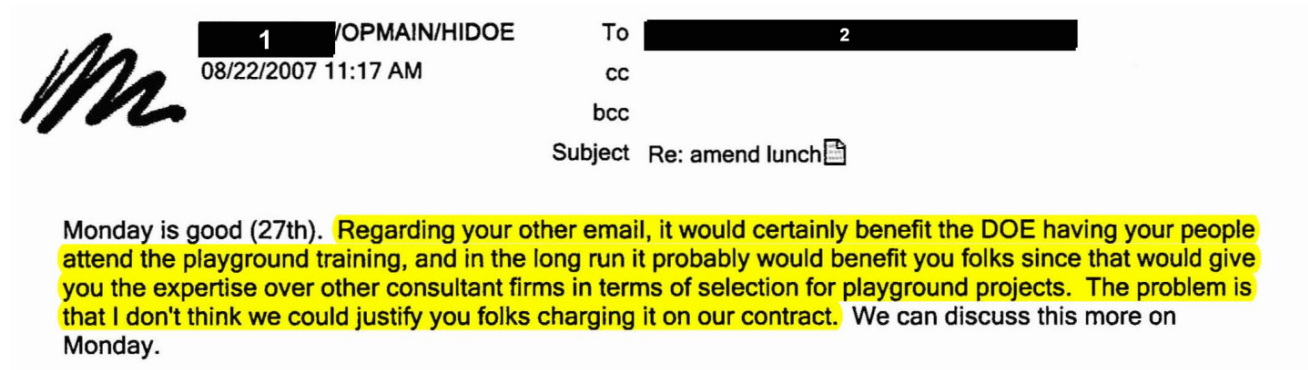 1 /OPMAIN/HIDOE To 2
08/22/2007 11:17 AM cc
bcc
Subject Re: amend lunch
Monday is good (27th). Regarding your other email, it would certainly benefit the DOE having your people
attend the playground training, and in the long run it probably would benefit you folks since that would give
you the expertise over other consultant firms in terms of selection for playground projects. The problem is
that I don't think we could justify you folks charging it on our contract. We can discuss this more on
Monday.